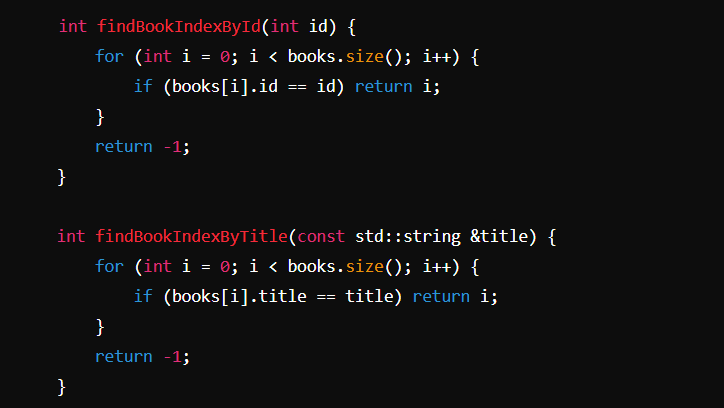 int findBookIndexById(int id) {
    for (int i = 0; i < books.size(); i++) {
        if (books[i].id == id) return i;
    }
    return -1;
}

int findBookIndexByTitle(const std::string &title) {
    for (int i = 0; i < books.size(); i++) {
        if (books[i].title == title) return i;
    }
    return -1;
}